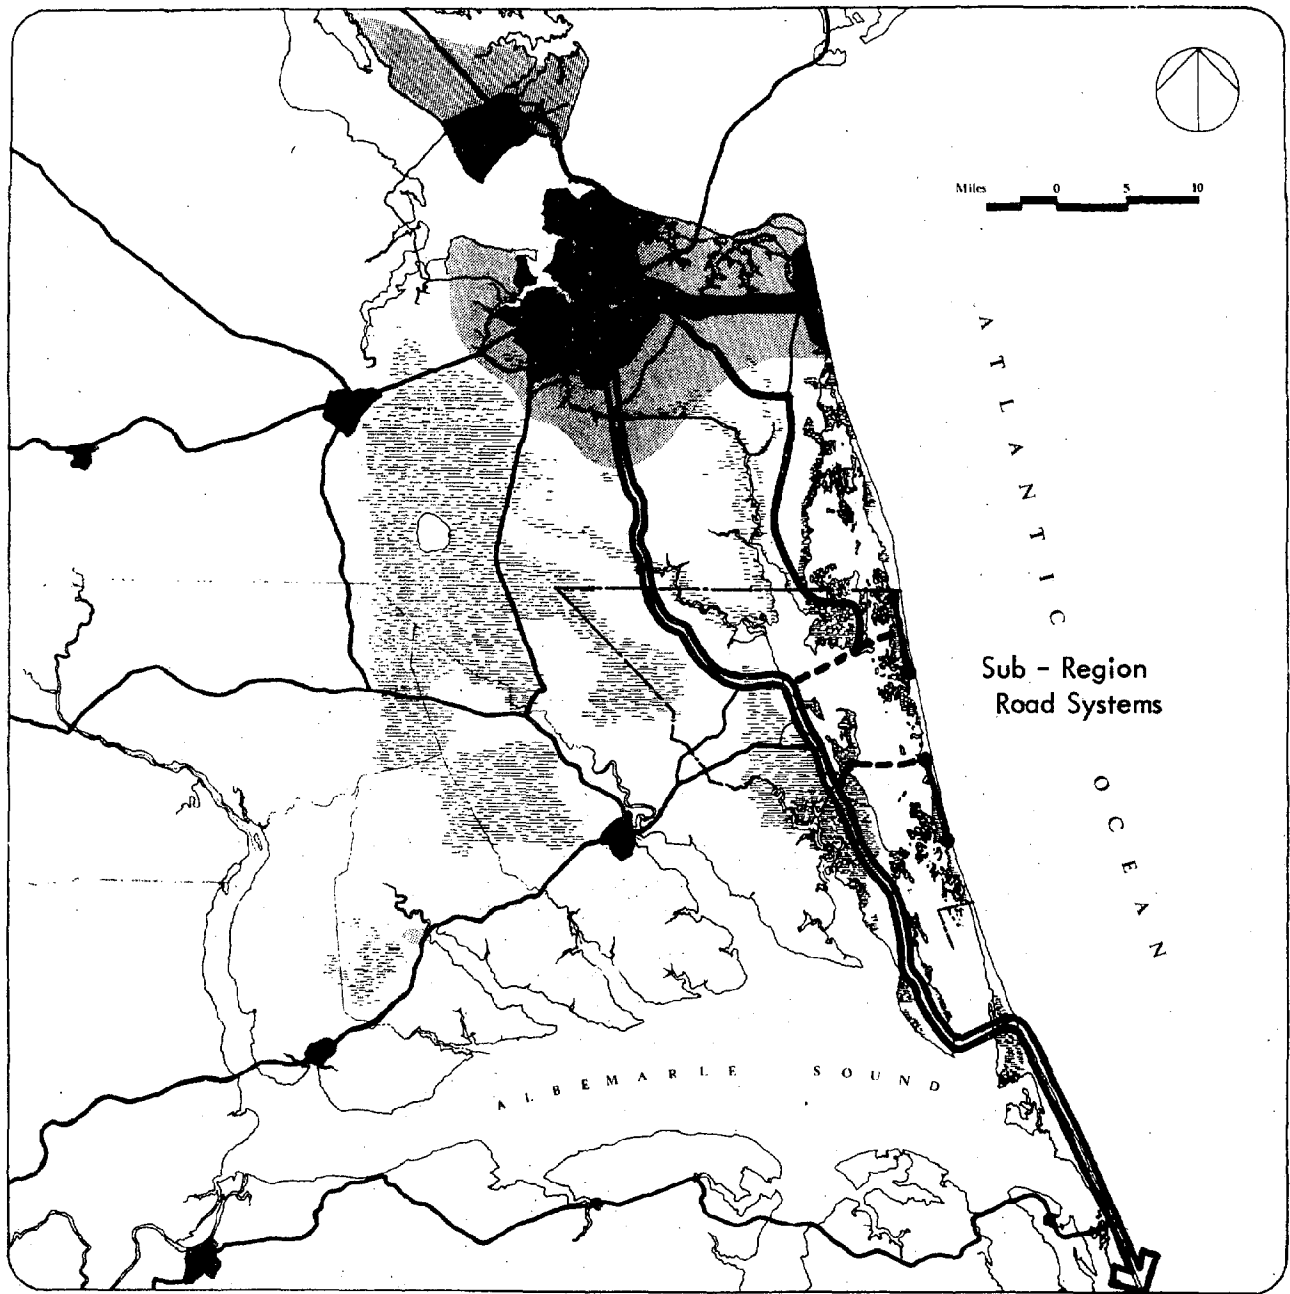 Miles 0 5 10
ATLANTIC
Sub - Region
Road Systems
OCEAN
ALBEMARLE SOUND